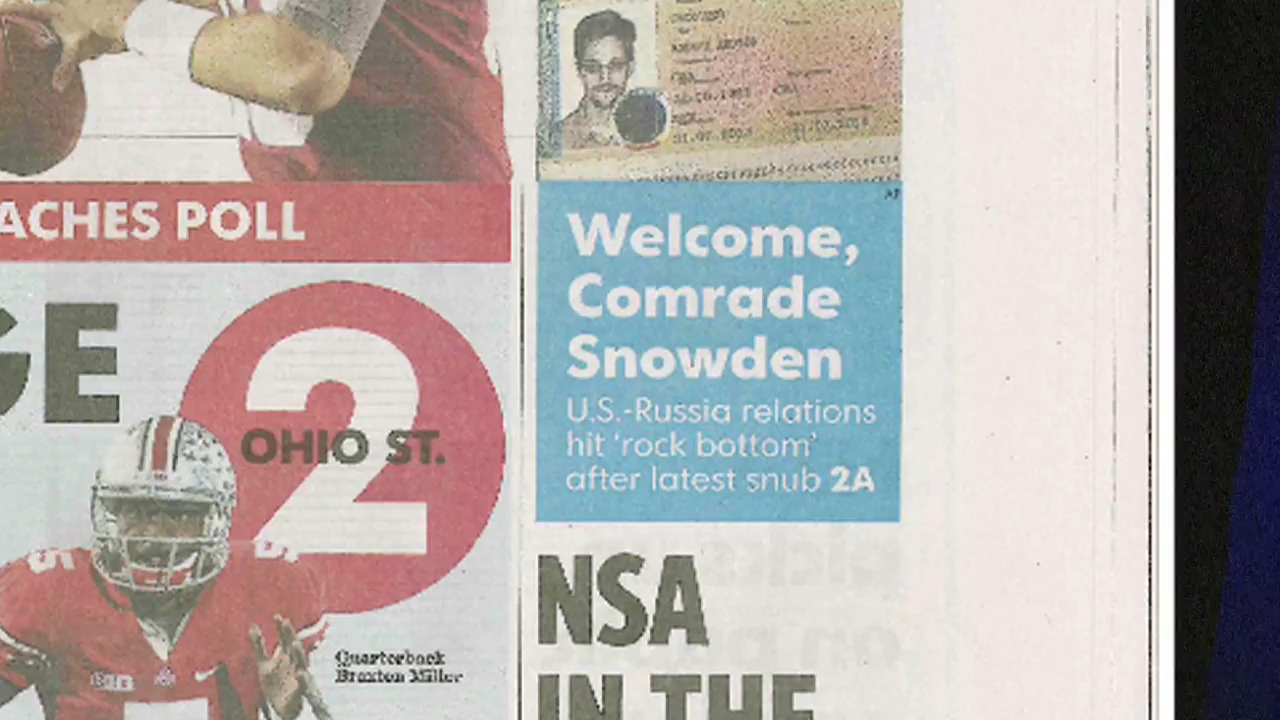 ACHES POLL
GE
2
OHIO ST.
Quarterback
Braxton Miller
AP
Welcome,
Comrade
Snowden
U.S.-Russia relations
hit 'rock bottom'
after latest snub 2A
NSA
IN THE